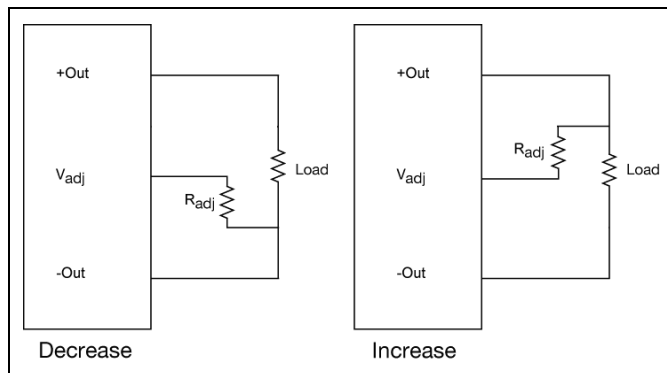 +Out
Vadj
Radj
Load
-Out
Decrease
+Out
Radj
Vadj
Load
-Out
Increase